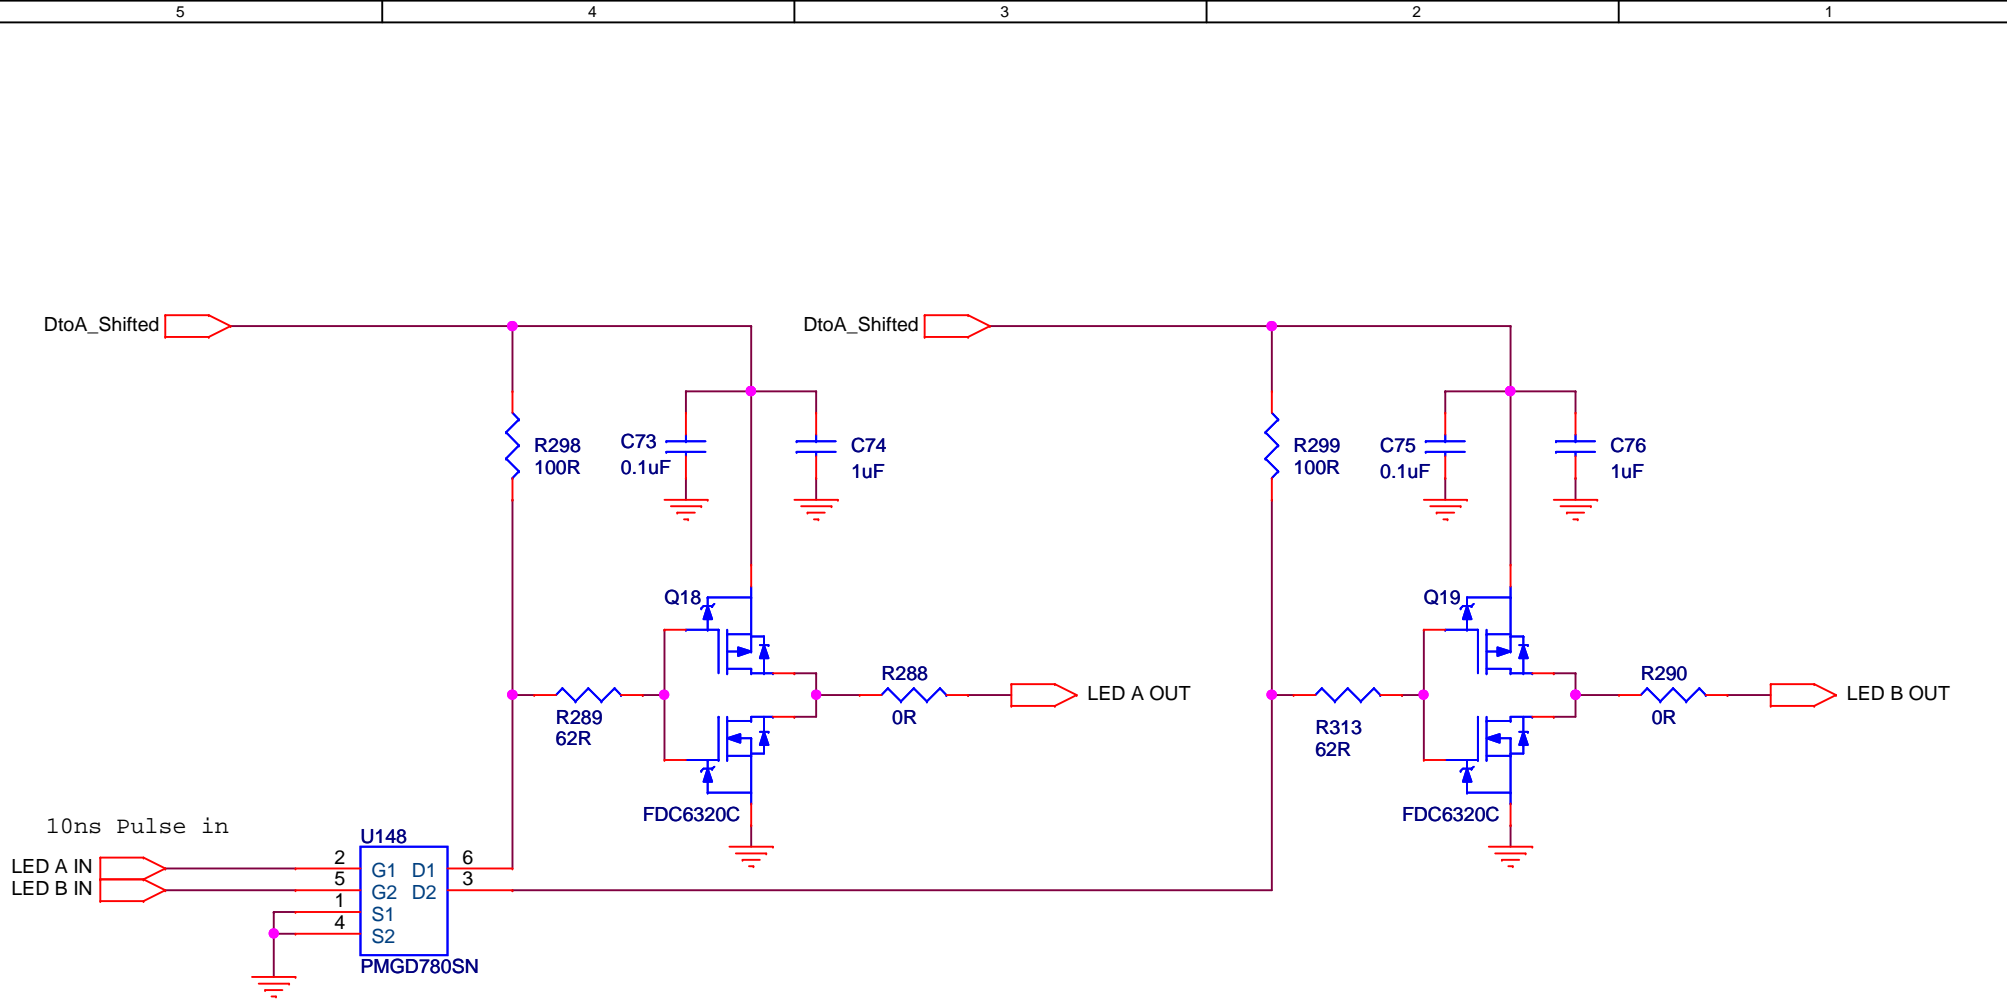 5 4 3 2 1
DtoA_Shifted
DtoA_Shifted
R298
100R
C73
0.1uF
C74
1uF
R299
100R
C75
0.1uF
C76
1uF
Q18
Q19
R288
0R
LED A OUT
R290
0R
LED B OUT
R289
62R
R313
62R
FDC6320C
FDC6320C
10ns Pulse in
U148
LED A IN
LED B IN
2
5
1
4
G1 D1
G2 D2
S1
S2
6
3
PMGD780SN